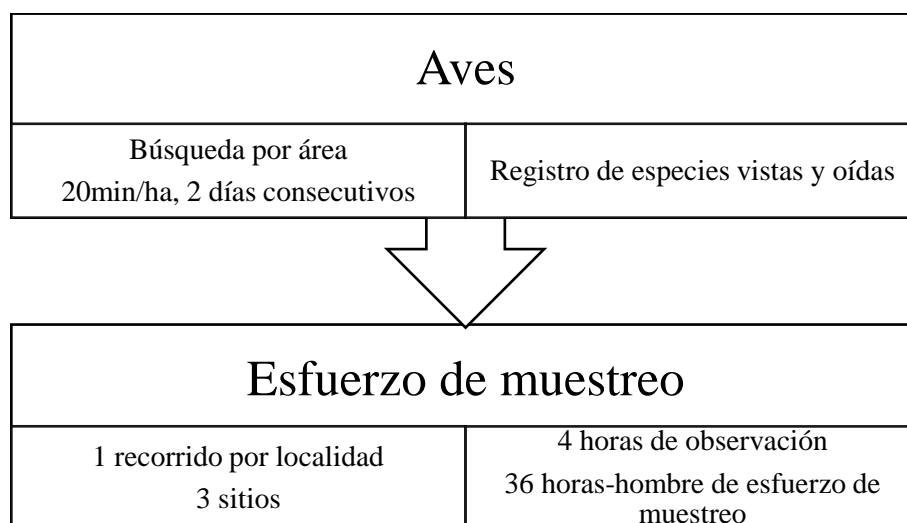 Aves
Búsqueda por área
20min/ha, 2 días consecutivos
Registro de especies vistas y oídas
Esfuerzo de muestreo
1 recorrido por localidad
3 sitios
4 horas de observación
36 horas-hombre de esfuerzo de
muestreo